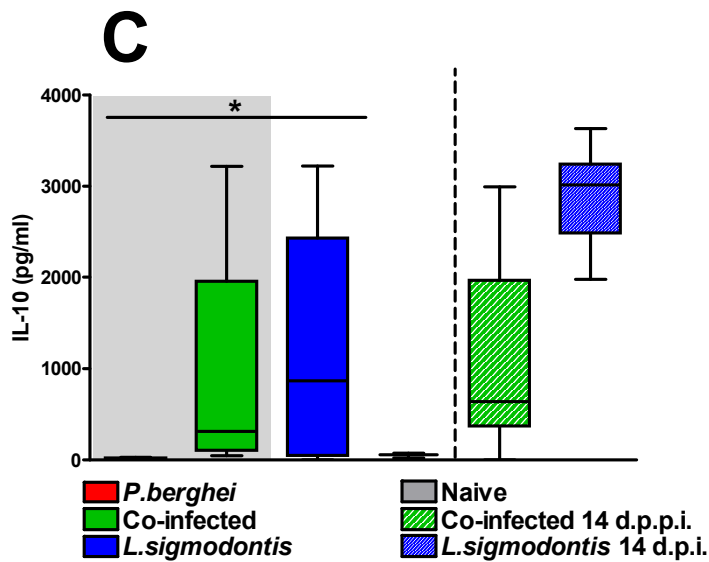 C
*
4000
3000
2000
1000
0
IL-10 (pg/ml)
P.berghei
Naive
Co-infected
Co-infected 14 d.p.p.i.
L.sigmodontis
L.sigmodontis 14 d.p.i.